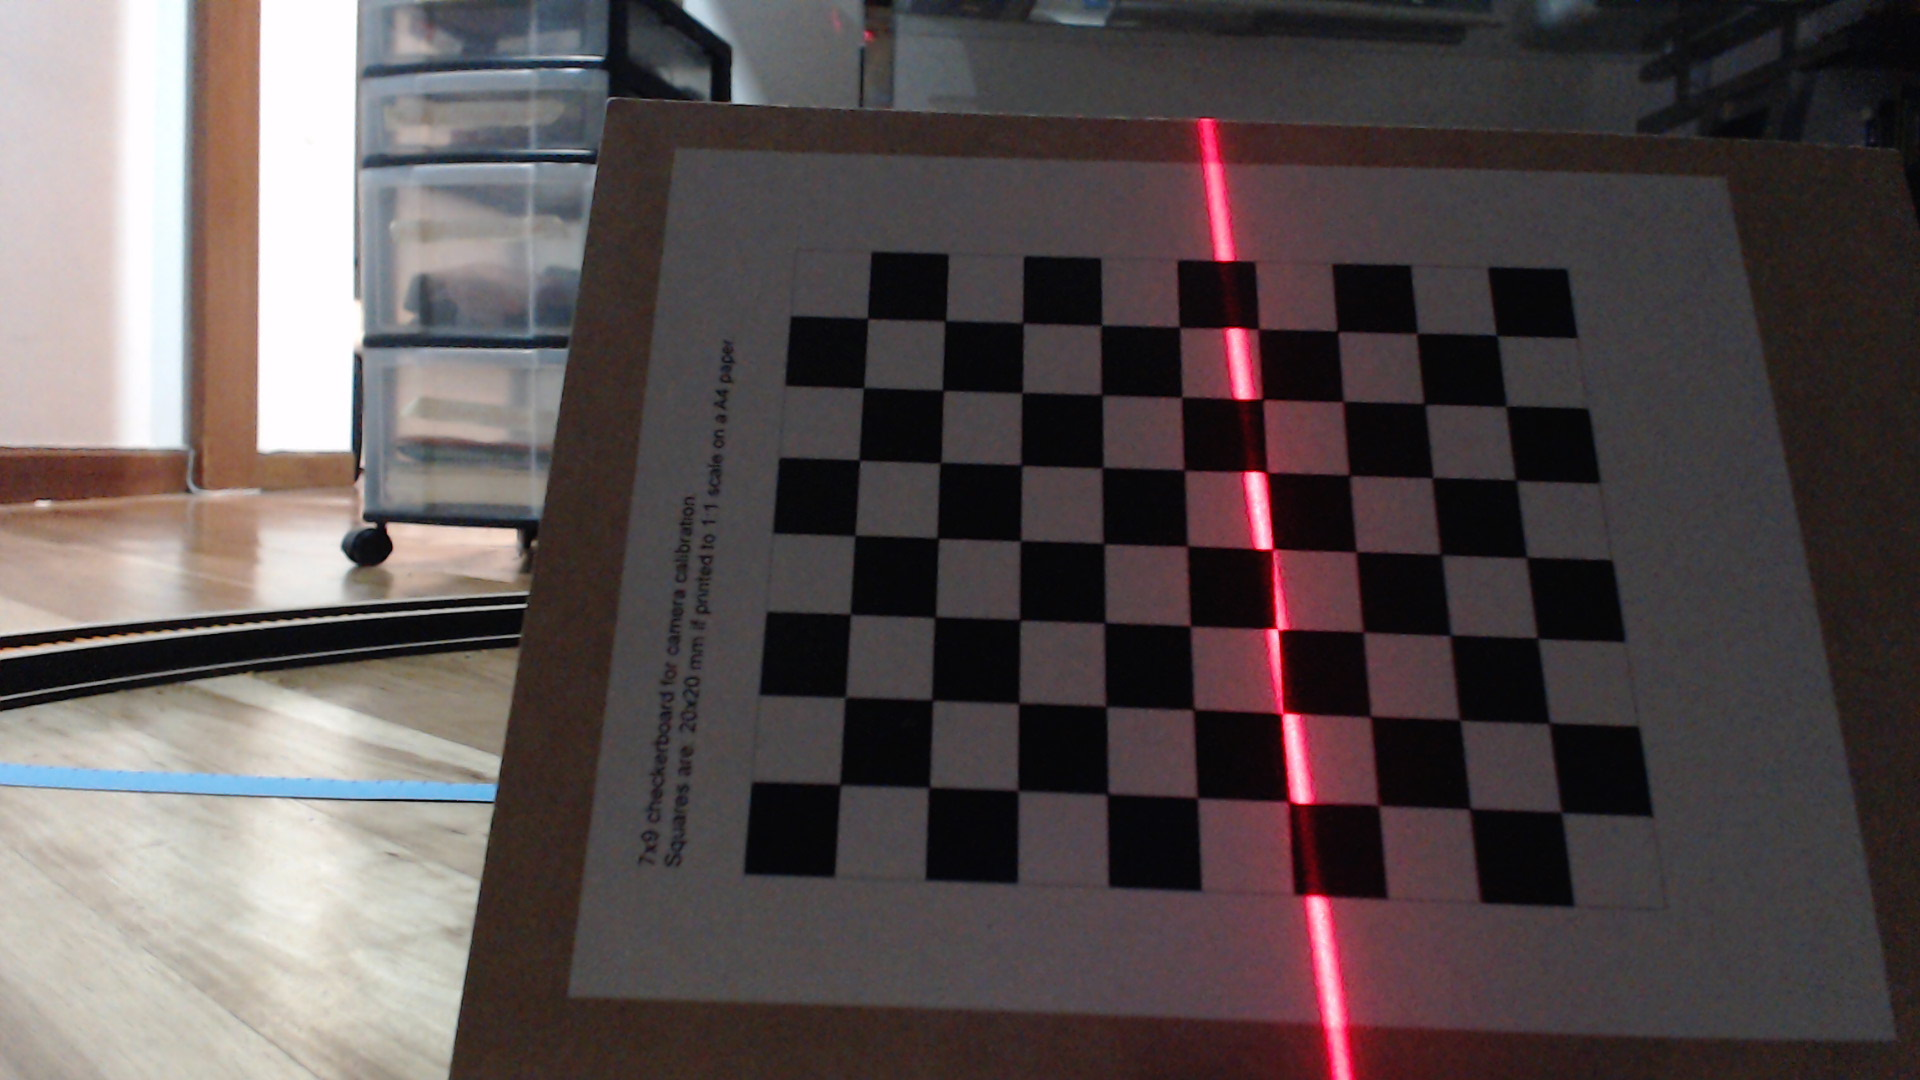 7x9 checkerboard for camera calibration.
Squares are. 20x20 mm if printed to 1:1 scale on a A4 paper.